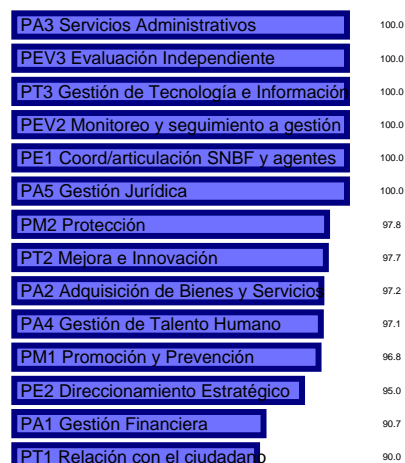 PA3 Servicios Administrativos 100.0
PEV3 Evaluación Independiente 100.0
PT3 Gestión de Tecnología e Información 100.0
PEV2 Monitoreo y seguimiento a gestión 100.0
PE1 Coord/articulación SNBF y agentes 100.0
PA5 Gestión Jurídica 100.0
PM2 Protección 97.8
PT2 Mejora e Innovación 97.7
PA2 Adquisición de Bienes y Servicios 97.2
PA4 Gestión de Talento Humano 97.1
PM1 Promoción y Prevención 96.8
PE2 Direccionamiento Estratégico 95.0
PA1 Gestión Financiera 90.7
PT1 Relación con el ciudadano 90.0